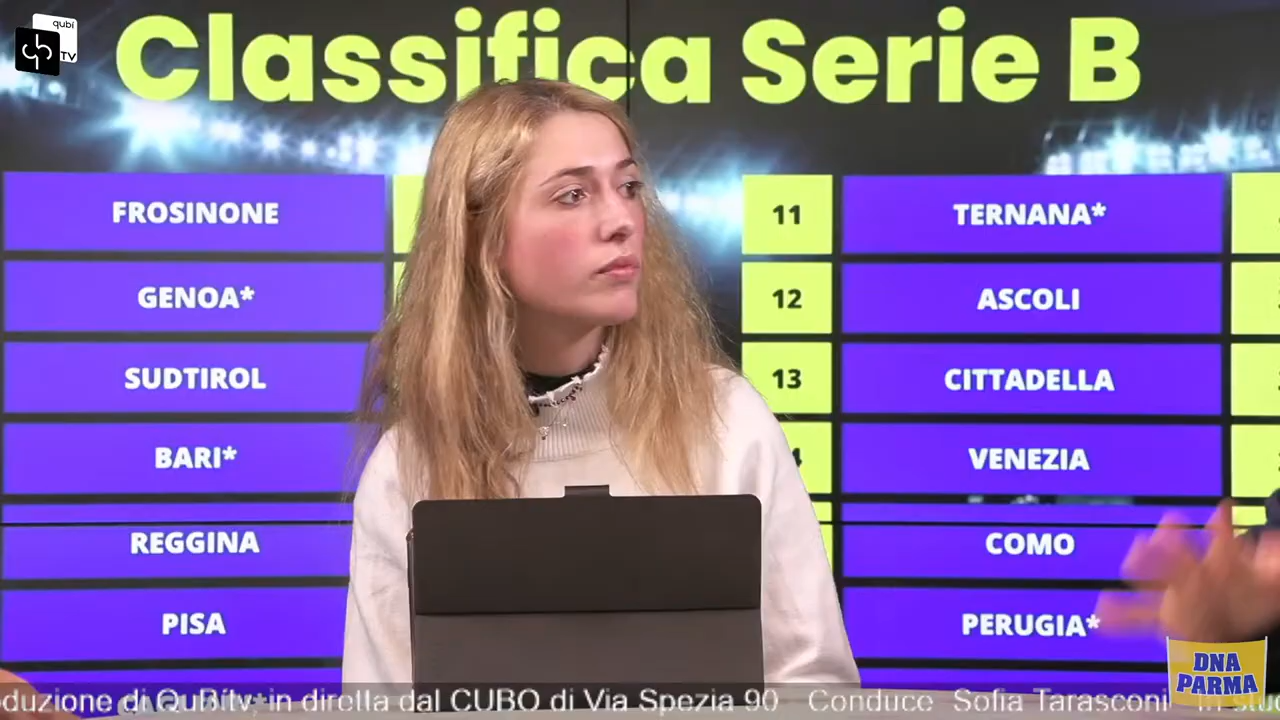 qubi
TV
Classifica Serie B
FROSINONE
11
TERNANA*
GENOA*
12
ASCOLI
SUDTIROL
13
CITTADELLA
BARI*
VENEZIA
REGGINA
COMO
PISA
PERUGIA*
oduzione di QuBitv, in diretta dal CUBO di Via Spezia 90 Conduce Sofia Tarasconi
DNA
PARMA